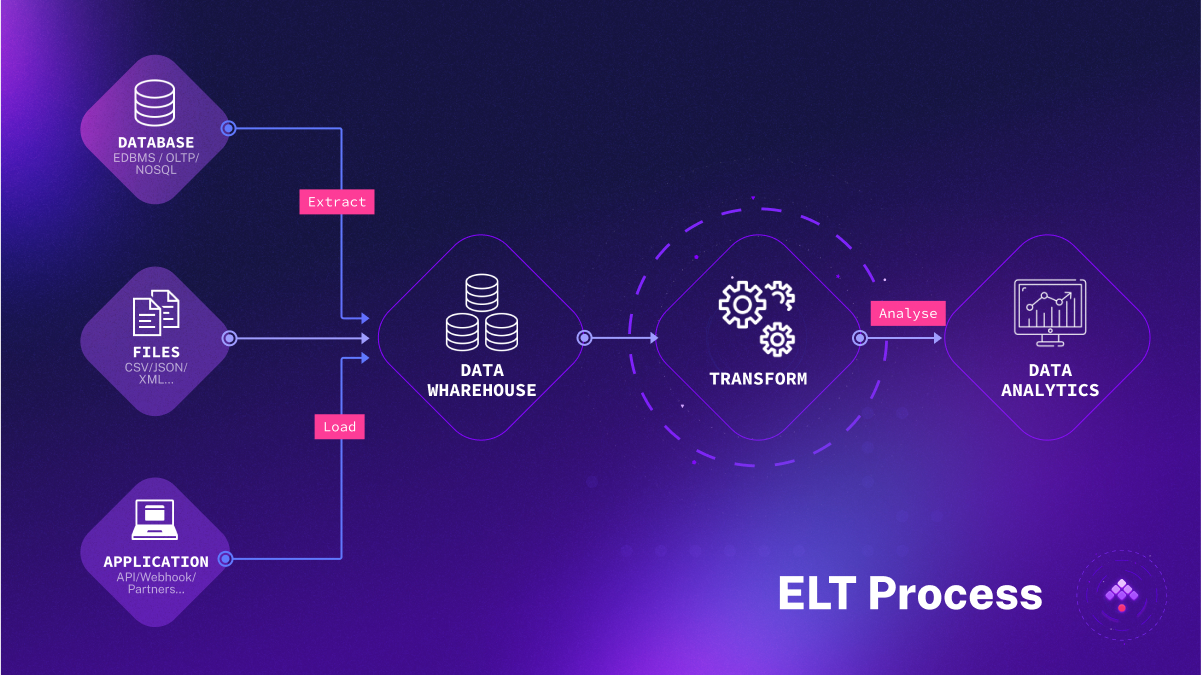 DATABASE
EDBMS / OLTP/
NOSQL
Extract
FILES
CSV/JSON/
XML...
Load
APPLICATION
API/Webhook/
Partners...
DATA
WHAREHOUSE
TRANSFORM
Analyse
DATA
ANALYTICS
ELT Process